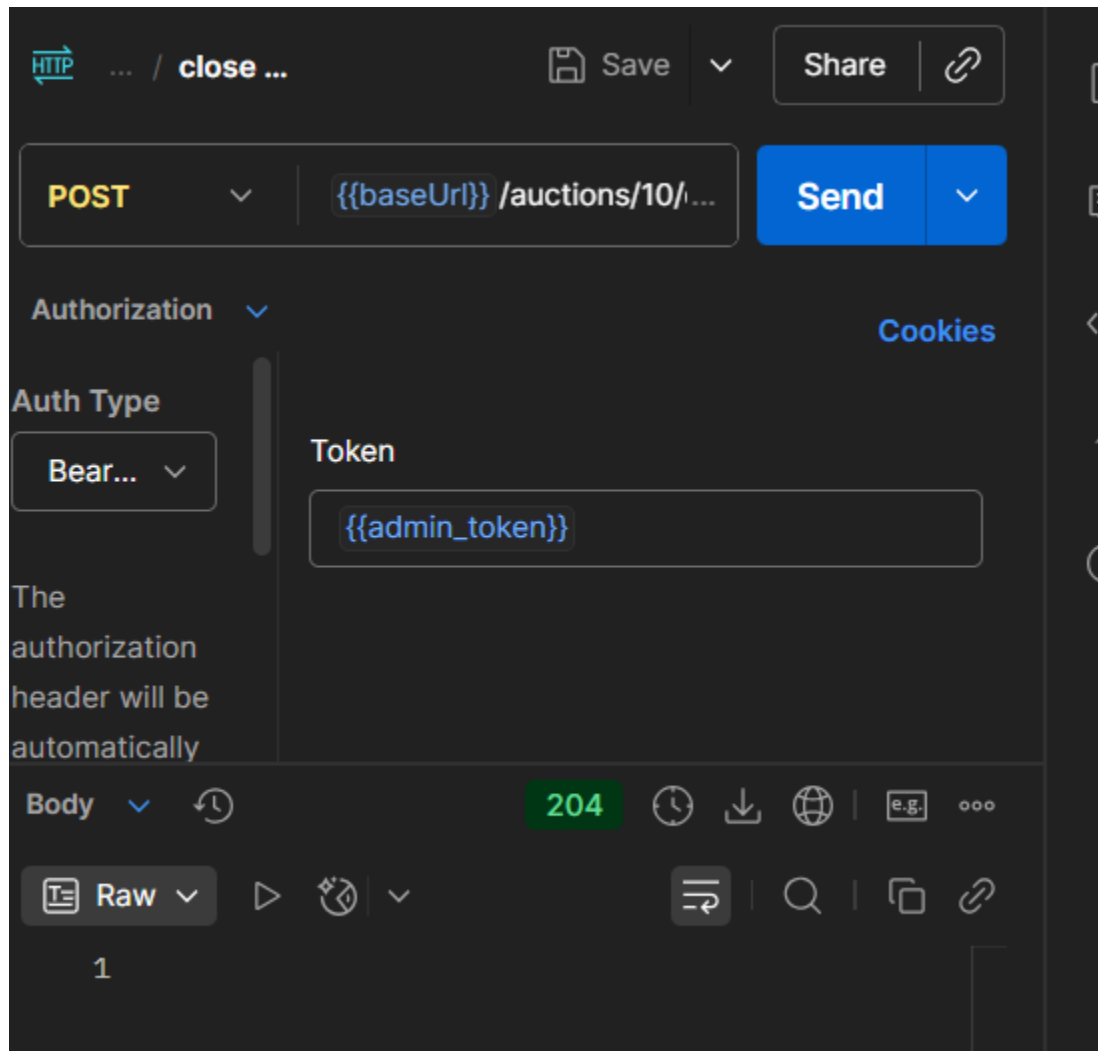 HTTP ... / close ...
Save
Share
POST
{{baseUrl}} /auctions/10/...
Send
Authorization
Cookies
Auth Type
Bear...
Token
{{admin_token}}
The
authorization
header will be
automatically
Body
204
e.g.
Raw
1